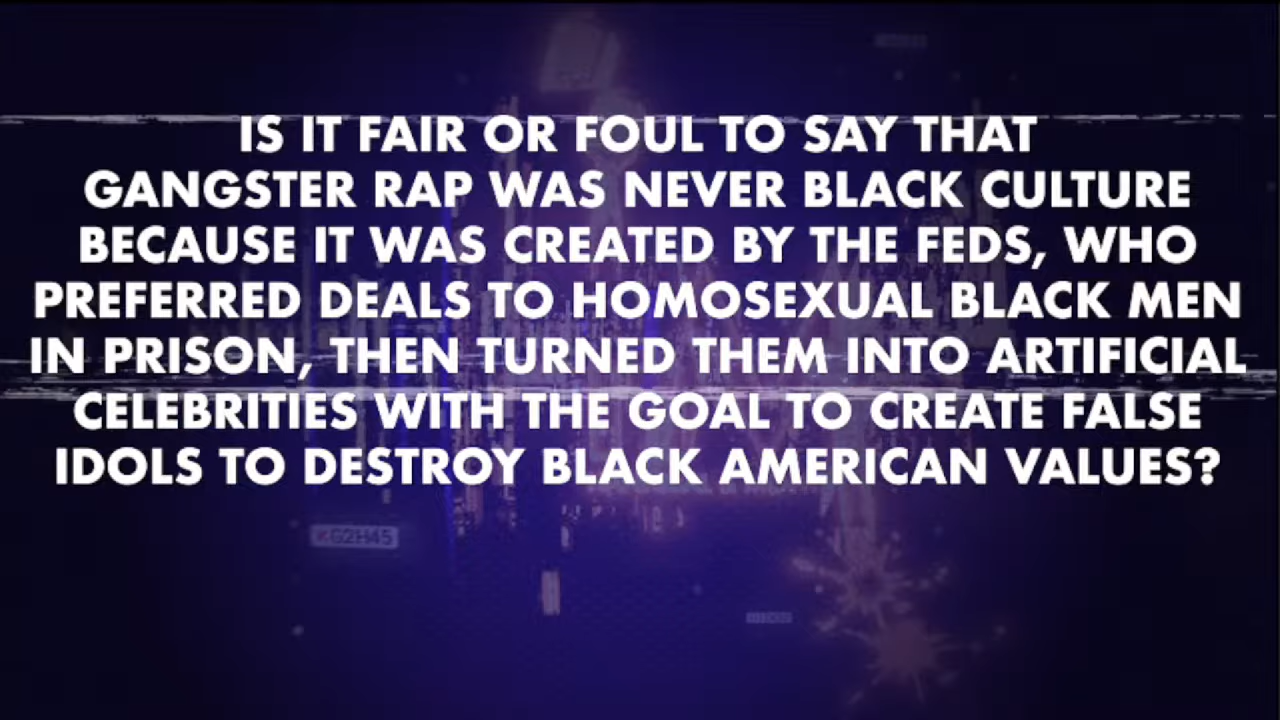 IS IT FAIR OR FOUL TO SAY THAT
GANGSTER RAP WAS NEVER BLACK CULTURE
BECAUSE IT WAS CREATED BY THE FEDS, WHO
PREFERRED DEALS TO HOMOSEXUAL BLACK MEN
IN PRISON, THEN TURNED THEM INTO ARTIFICIAL
CELEBRITIES WITH THE GOAL TO CREATE FALSE
IDOLS TO DESTROY BLACK AMERICAN VALUES?
KG2H45